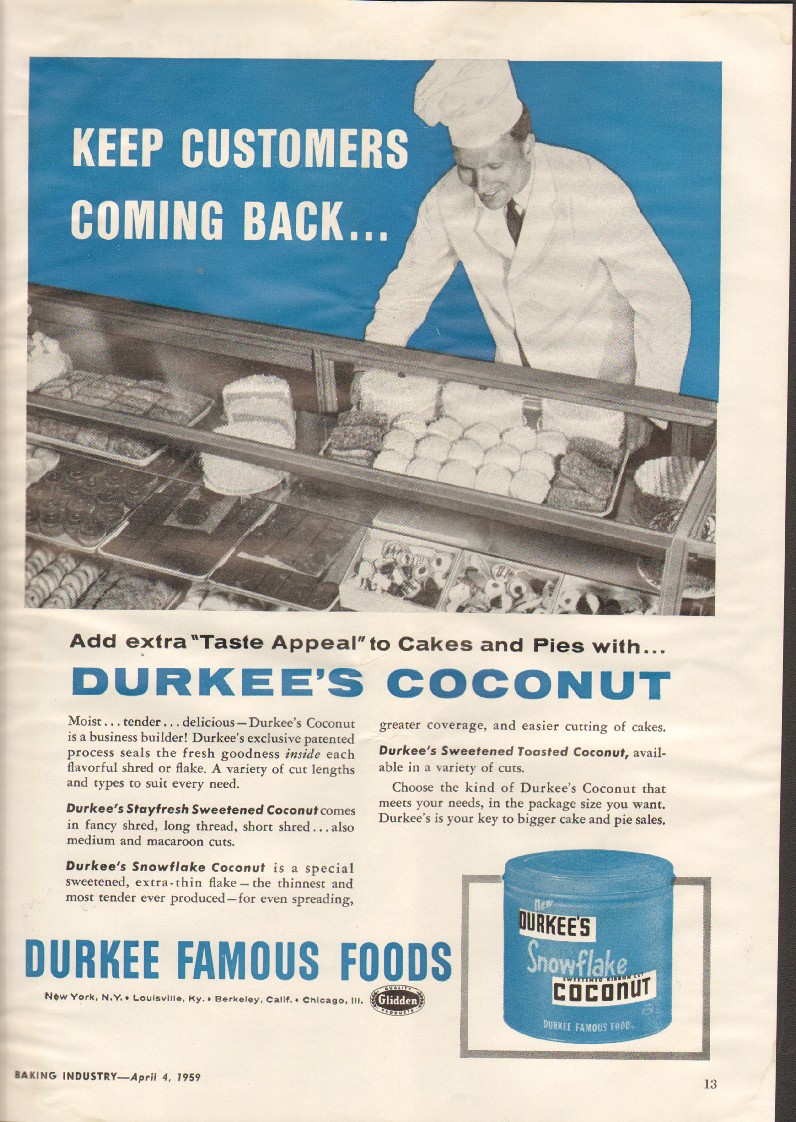 KEEP CUSTOMERS
COMING BACK...
Add extra "Taste Appeal" to Cakes and Pies with...
DURKEE'S COCONUT
Moist...tender...delicious—Durkee's Coconut
is a business builder! Durkee's exclusive patented
process seals the fresh goodness inside each
flavorful shred or flake. A variety of cut lengths
and types to suit every need.
Durkee's Stayfresh Sweetened Coconut comes
in fancy shred, long thread, short shred...also
medium and macaroon cuts.
Durkee's Snowflake Coconut is a special
sweetened, extra-thin flake—the thinnest and
most tender ever produced—for even spreading,
greater coverage, and easier cutting of cakes.
Durkee's Sweetened Toasted Coconut, avail-
able in a variety of cuts.
Choose the kind of Durkee's Coconut that
meets your needs, in the package size you want.
Durkee's is your key to bigger cake and pie sales.
New
DURKEE'S
Snowflake
SWEETENED RIBBON CUT
COCONUT
DURKEE FAMOUS FOODS
DURKEE FAMOUS FOODS
New York, N.Y. • Louisville, Ky. • Berkeley, Calif. • Chicago, Ill.
QUALITY
Glidden
PRODUCTS
BAKING INDUSTRY—April 4, 1959
13